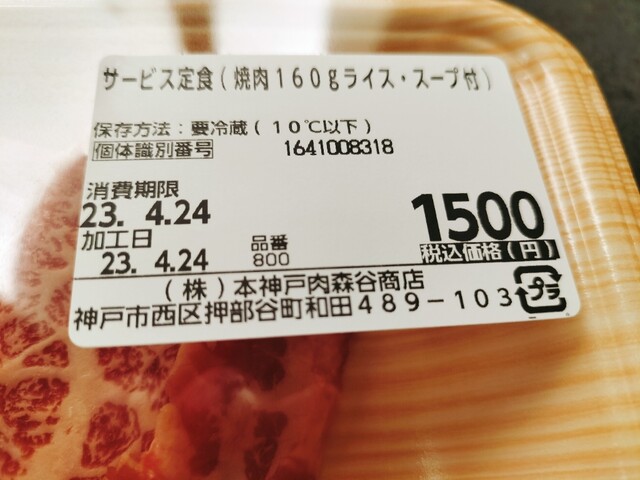 サービス定食(焼肉160gライス・スープ付)
保存方法:要冷蔵(10℃以下)
個体識別番号 1641008318
消費期限
23. 4.24
加工日
23. 4.24
品番
800
1500
税込価格(円)
(株)本神戸肉森谷商店
神戸市西区押部谷町和田489-103
プラ